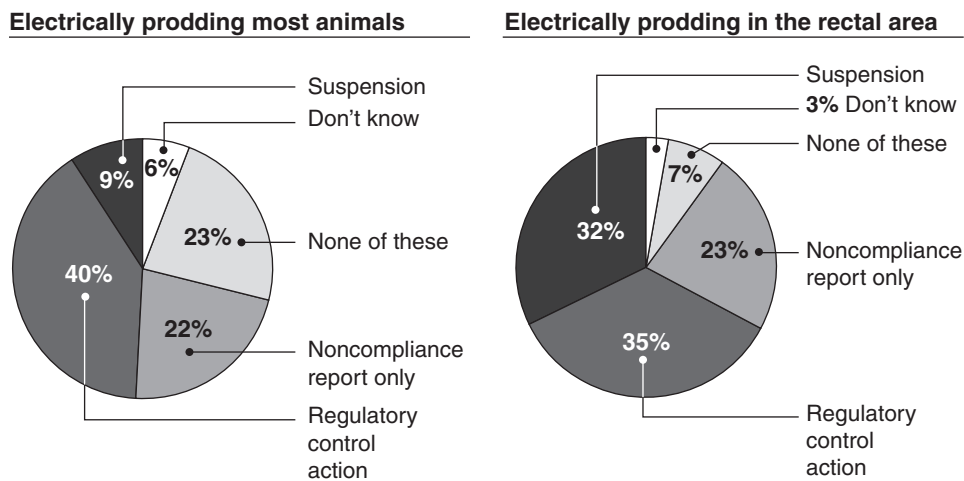 Electrically prodding most animals
Suspension
Don't know
9%
6%
23%
None of these
40%
22%
Noncompliance
report only
Regulatory
control
action
Electrically prodding in the rectal area
Suspension
3% Don't know
None of these
7%
32%
23%
Noncompliance
report only
35%
Regulatory
control
action